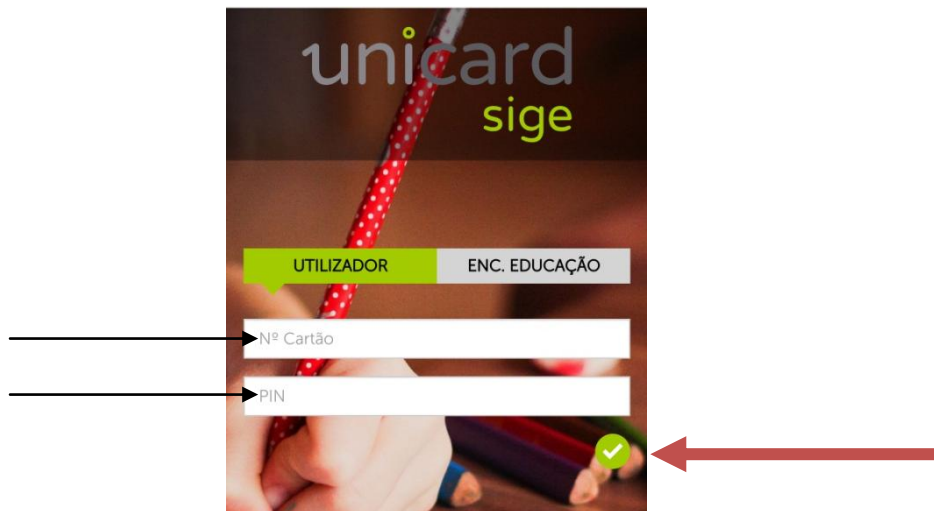 unicard
sige
UTILIZADOR
ENC. EDUCAÇÃO
Nº Cartão
PIN